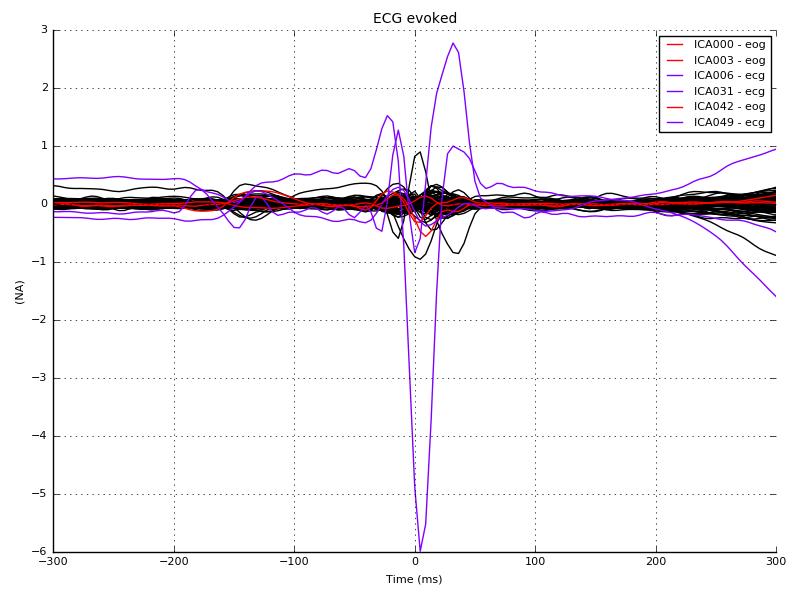 ECG evoked
ICA000 - eog
ICA003 - eog
ICA006 - ecg
ICA031 - ecg
ICA042 - eog
ICA049 - ecg
3
2
1
0
−1
−2
−3
−4
−5
−6
(NA)
−300
−200
−100
0
100
200
300
Time (ms)